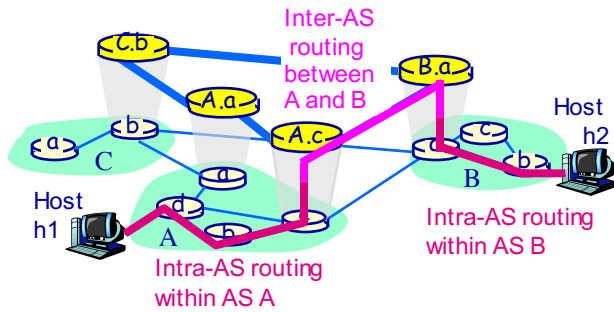 C.b
Inter-AS
routing
between
A and B
B.a
A.a
A.c
Host
h2
a
b
C
a
c
b
B
Host
h1
d
A
b
Intra-AS routing
within AS A
Intra-AS routing
within AS B